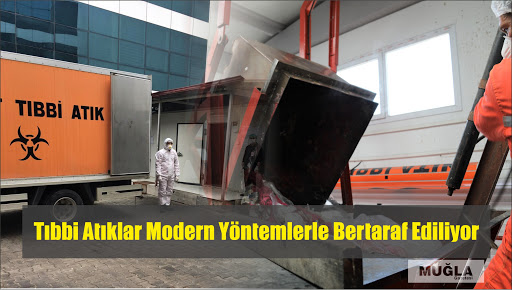 T TIBBİ ATIK
Tıbbi Atıklar Modern Yöntemlerle Bertaraf Ediliyor
MUĞLA